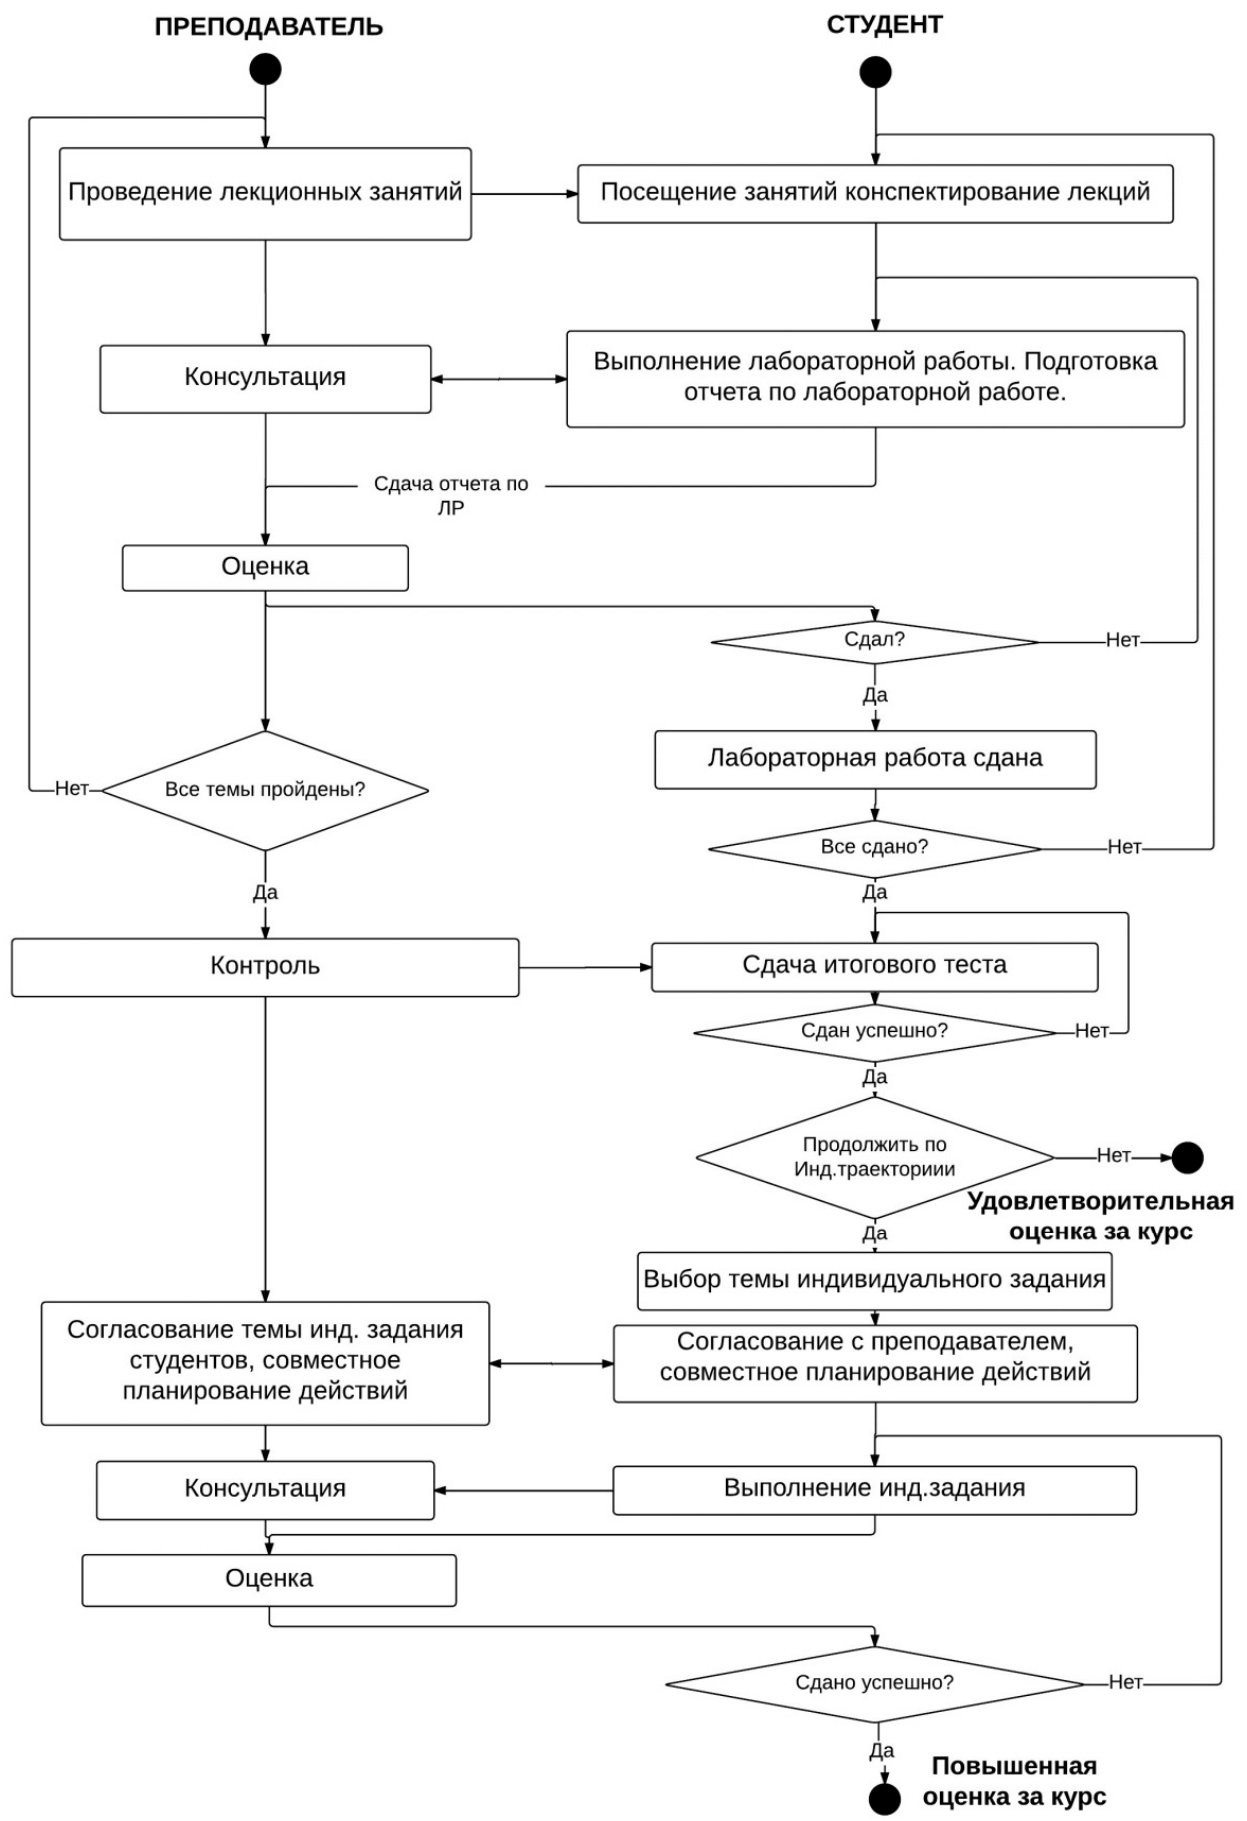 ПРЕПОДАВАТЕЛЬ
СТУДЕНТ
Проведение лекционных занятий
Посещение занятий конспектирование лекций
Консультация
Выполнение лабораторной работы. Подготовка
отчета по лабораторной работе.
Сдача отчета по
ЛР
Оценка
Сдал?
Нет
Да
Лабораторная работа сдана
Все темы пройдены?
Нет
Все сдано?
Нет
Да
Да
Контроль
Сдача итогового теста
Сдан успешно?
Нет
Да
Продолжить по
Инд.траекториии
Нет
Удовлетворительная
оценка за курс
Да
Выбор темы индивидуального задания
Согласование темы инд. задания
студентов, совместное
планирование действий
Согласование с преподавателем,
совместное планирование действий
Консультация
Выполнение инд.задания
Оценка
Сдано успешно?
Нет
Да
Повышенная
оценка за курс